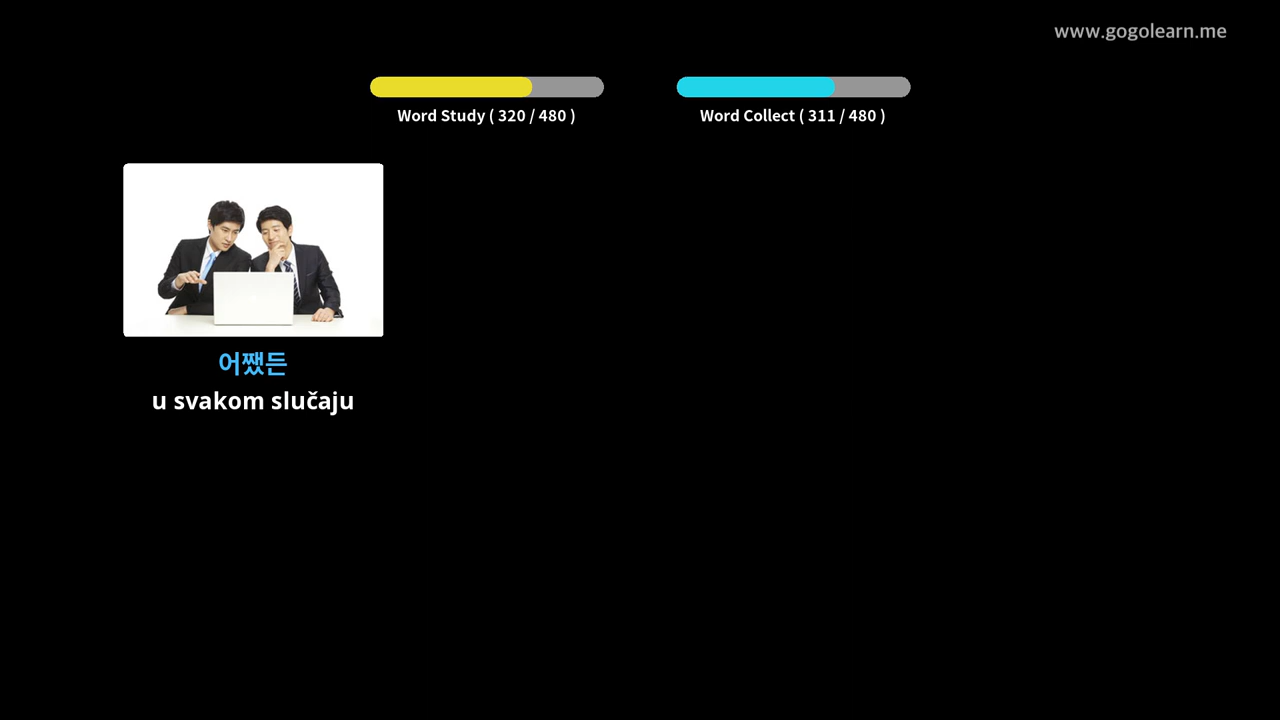 www.gogolearn.me
Word Study ( 320 / 480 )
Word Collect ( 311 / 480 )
어쨌든
u svakom slučaju